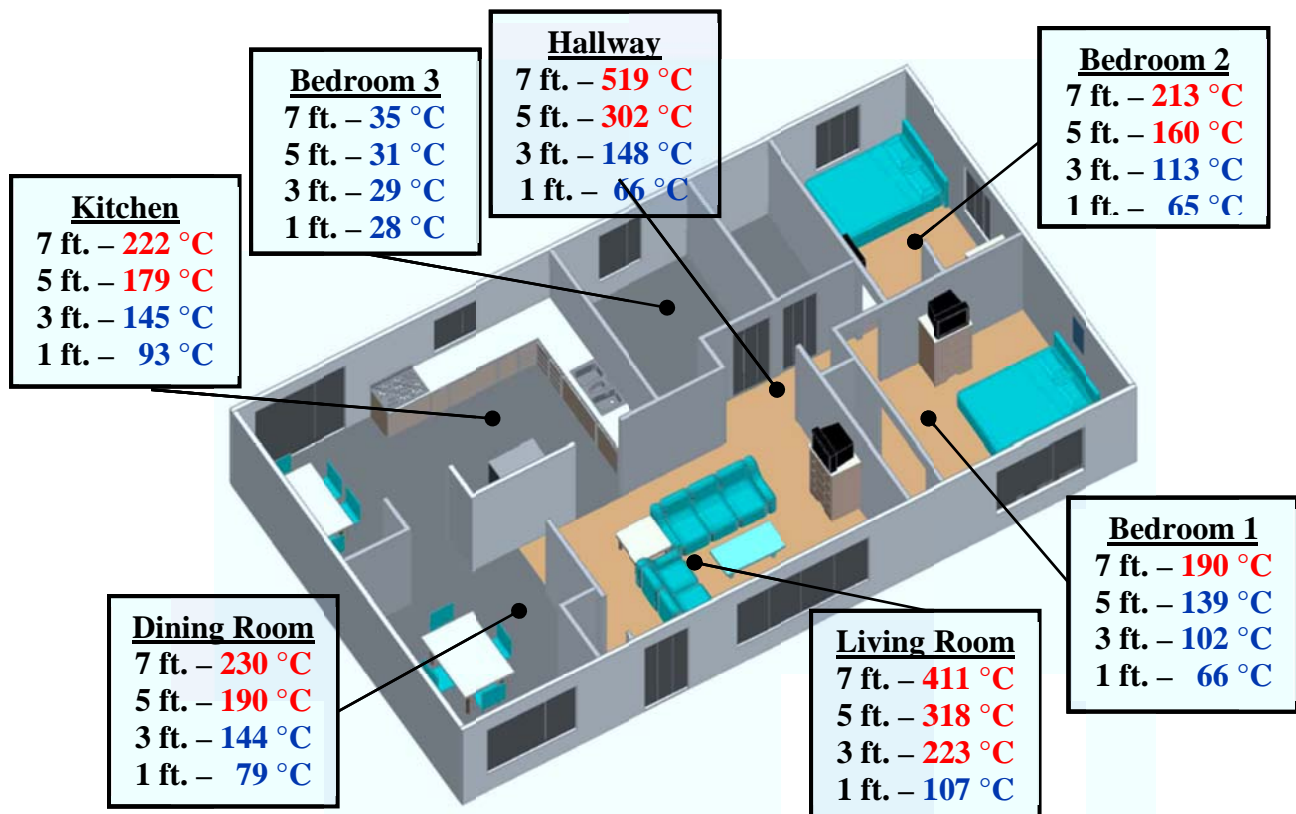 Hallway
7 ft. – 519 °C
5 ft. – 302 °C
3 ft. – 148 °C
1 ft. – 66 °C
Bedroom 2
7 ft. – 213 °C
5 ft. – 160 °C
3 ft. – 113 °C
1 ft. – 65 °C
Bedroom 3
7 ft. – 35 °C
5 ft. – 31 °C
3 ft. – 29 °C
1 ft. – 28 °C
Kitchen
7 ft. – 222 °C
5 ft. – 179 °C
3 ft. – 145 °C
1 ft. – 93 °C
Bedroom 1
7 ft. – 190 °C
5 ft. – 139 °C
3 ft. – 102 °C
1 ft. – 66 °C
Dining Room
7 ft. – 230 °C
5 ft. – 190 °C
3 ft. – 144 °C
1 ft. – 79 °C
Living Room
7 ft. – 411 °C
5 ft. – 318 °C
3 ft. – 223 °C
1 ft. – 107 °C